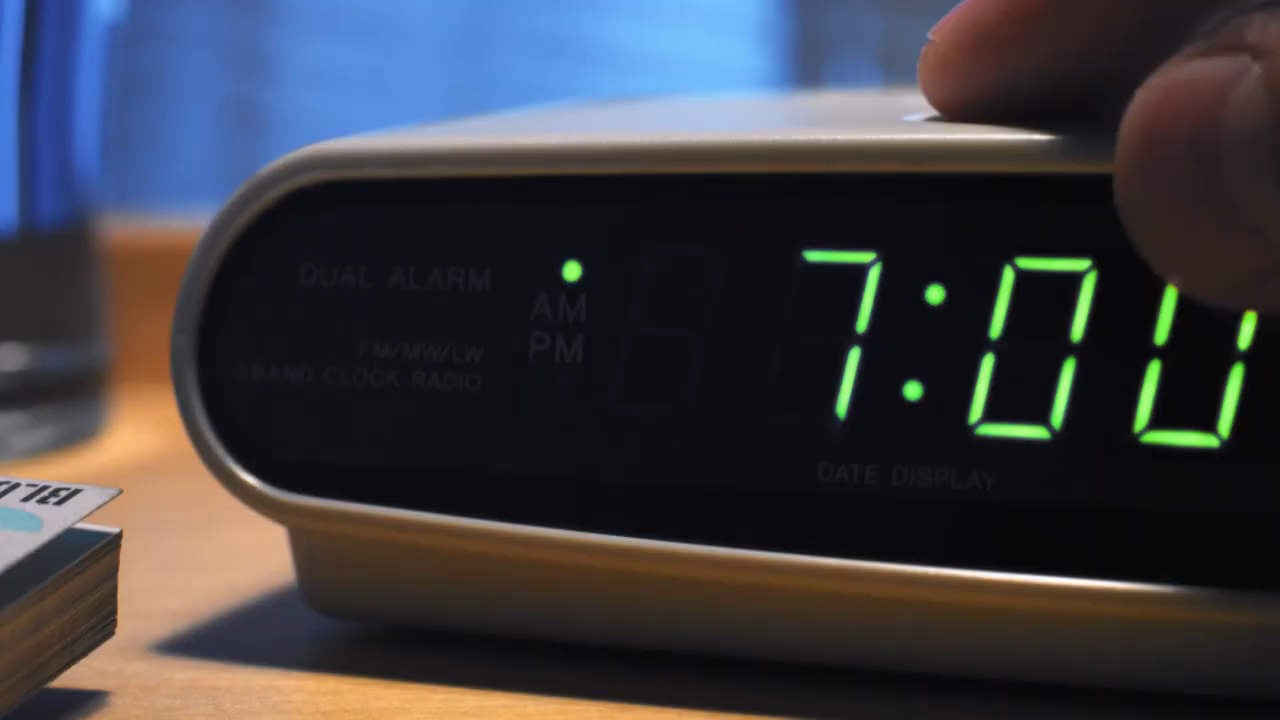 DUAL ALARM
AM
PM
7:00
FM/MW/LW
3 BAND CLOCK RADIO
DATE DISPLAY